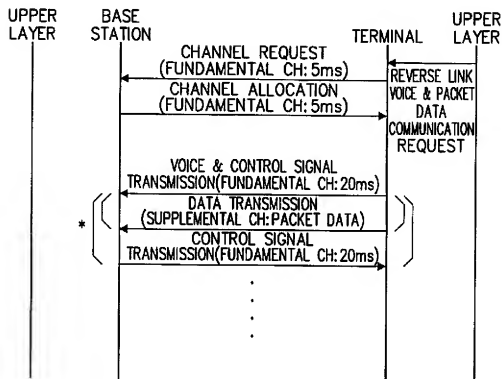 UPPER
LAYER
BASE
STATION
TERMINAL
UPPER
LAYER
CHANNEL REQUEST
(FUNDAMENTAL CH: 5ms)
CHANNEL ALLOCATION
(FUNDAMENTAL CH: 5ms)
REVERSE LINK
VOICE & PACKET
DATA
COMMUNICATION
REQUEST
VOICE & CONTROL SIGNAL
TRANSMISSION(FUNDAMENTAL CH: 20ms)
DATA TRANSMISSION
(SUPPLEMENTAL CH: PACKET DATA)
*
CONTROL SIGNAL
TRANSMISSION(FUNDAMENTAL CH: 20ms)